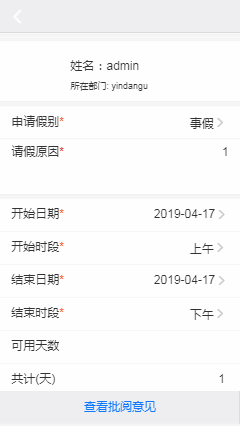 姓名：admin
所在部门: yindangu
申请假别* 事假
请假原因* 1
开始日期* 2019-04-17
开始时段* 上午
结束日期* 2019-04-17
结束时段* 下午
可用天数
共计(天) 1
查看批阅意见